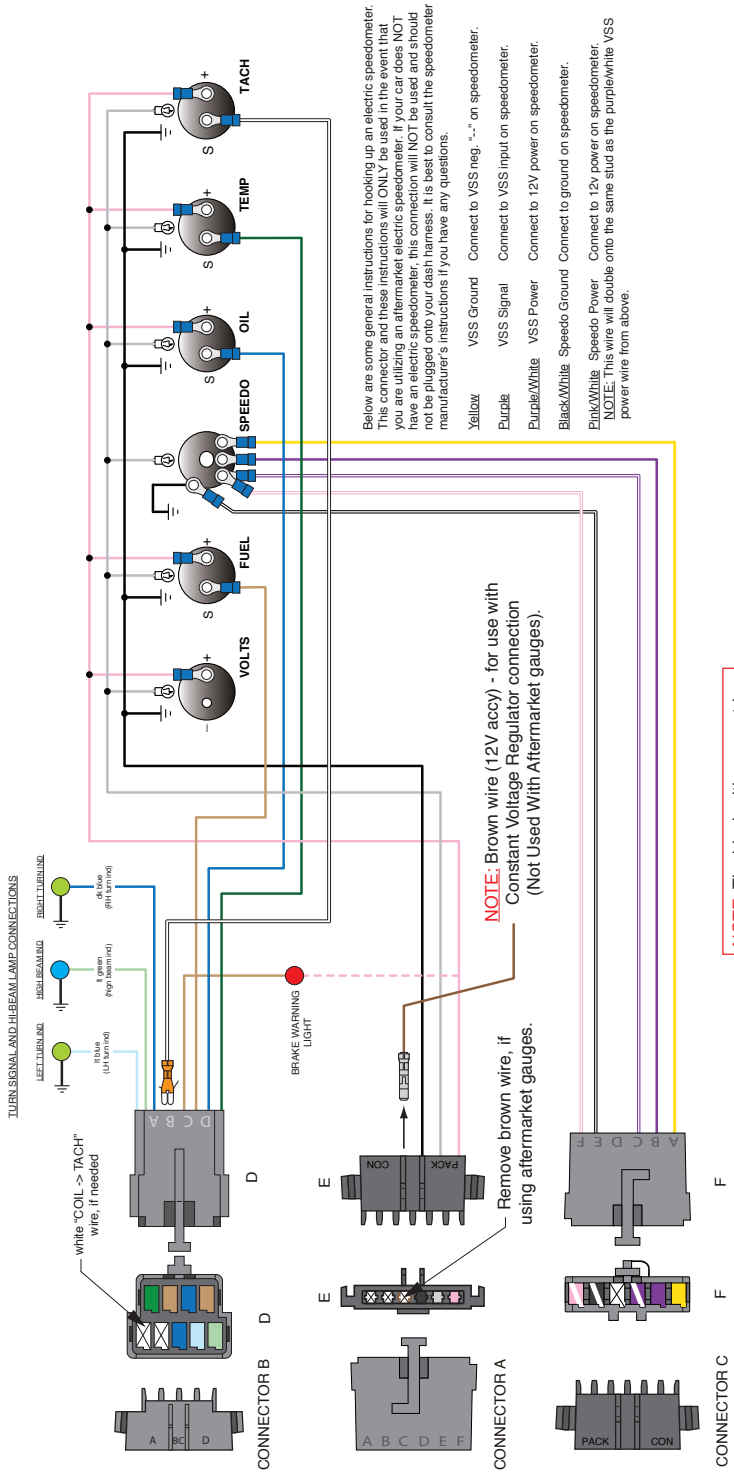 TURN SIGNAL AND HI-BEAM LAMP CONNECTIONS
LEFT TURN IND
HIGH BEAM IND
RIGHT TURN IND
lt blue
(LH turn ind)
lt green
(high beam ind)
dk blue
(RH turn ind)
white "COIL -> TACH"
wire, if needed
A
BC
D
CONNECTOR B
D
D
A
B
C
D
BRAKE WARNING
LIGHT
VOLTS
–
+
FUEL
S
+
SPEEDO
OIL
S
+
TEMP
S
+
TACH
S
+
A B C D E F
CONNECTOR A
E
E
CON
PACK
Remove brown wire, if
using aftermarket gauges.
NOTE: Brown wire (12V accy) - for use with
Constant Voltage Regulator connection
(Not Used With Aftermarket gauges).
PACK
CON
CONNECTOR C
F
F
F
E
D
C
B
A
Below are some general instructions for hooking up an electric speedometer.
This connector and these instructions will ONLY be used in the event that
you are utilizing an aftermarket electric speedometer. If your car does NOT
have an electric speedometer, this connection will NOT be used and should
not be plugged onto your dash harness. It is best to consult the speedometer
manufacturer's instructions if you have any questions.
Yellow VSS Ground Connect to VSS neg. "--" on speedometer.
Purple VSS Signal Connect to VSS input on speedometer.
Purple/White VSS Power Connect to 12V power on speedometer.
Black/White Speedo Ground Connect to ground on speedometer.
Pink/White Speedo Power Connect to 12v power on speedometer.
NOTE: This wire will double onto the same stud as the purple/white VSS
power wire from above.